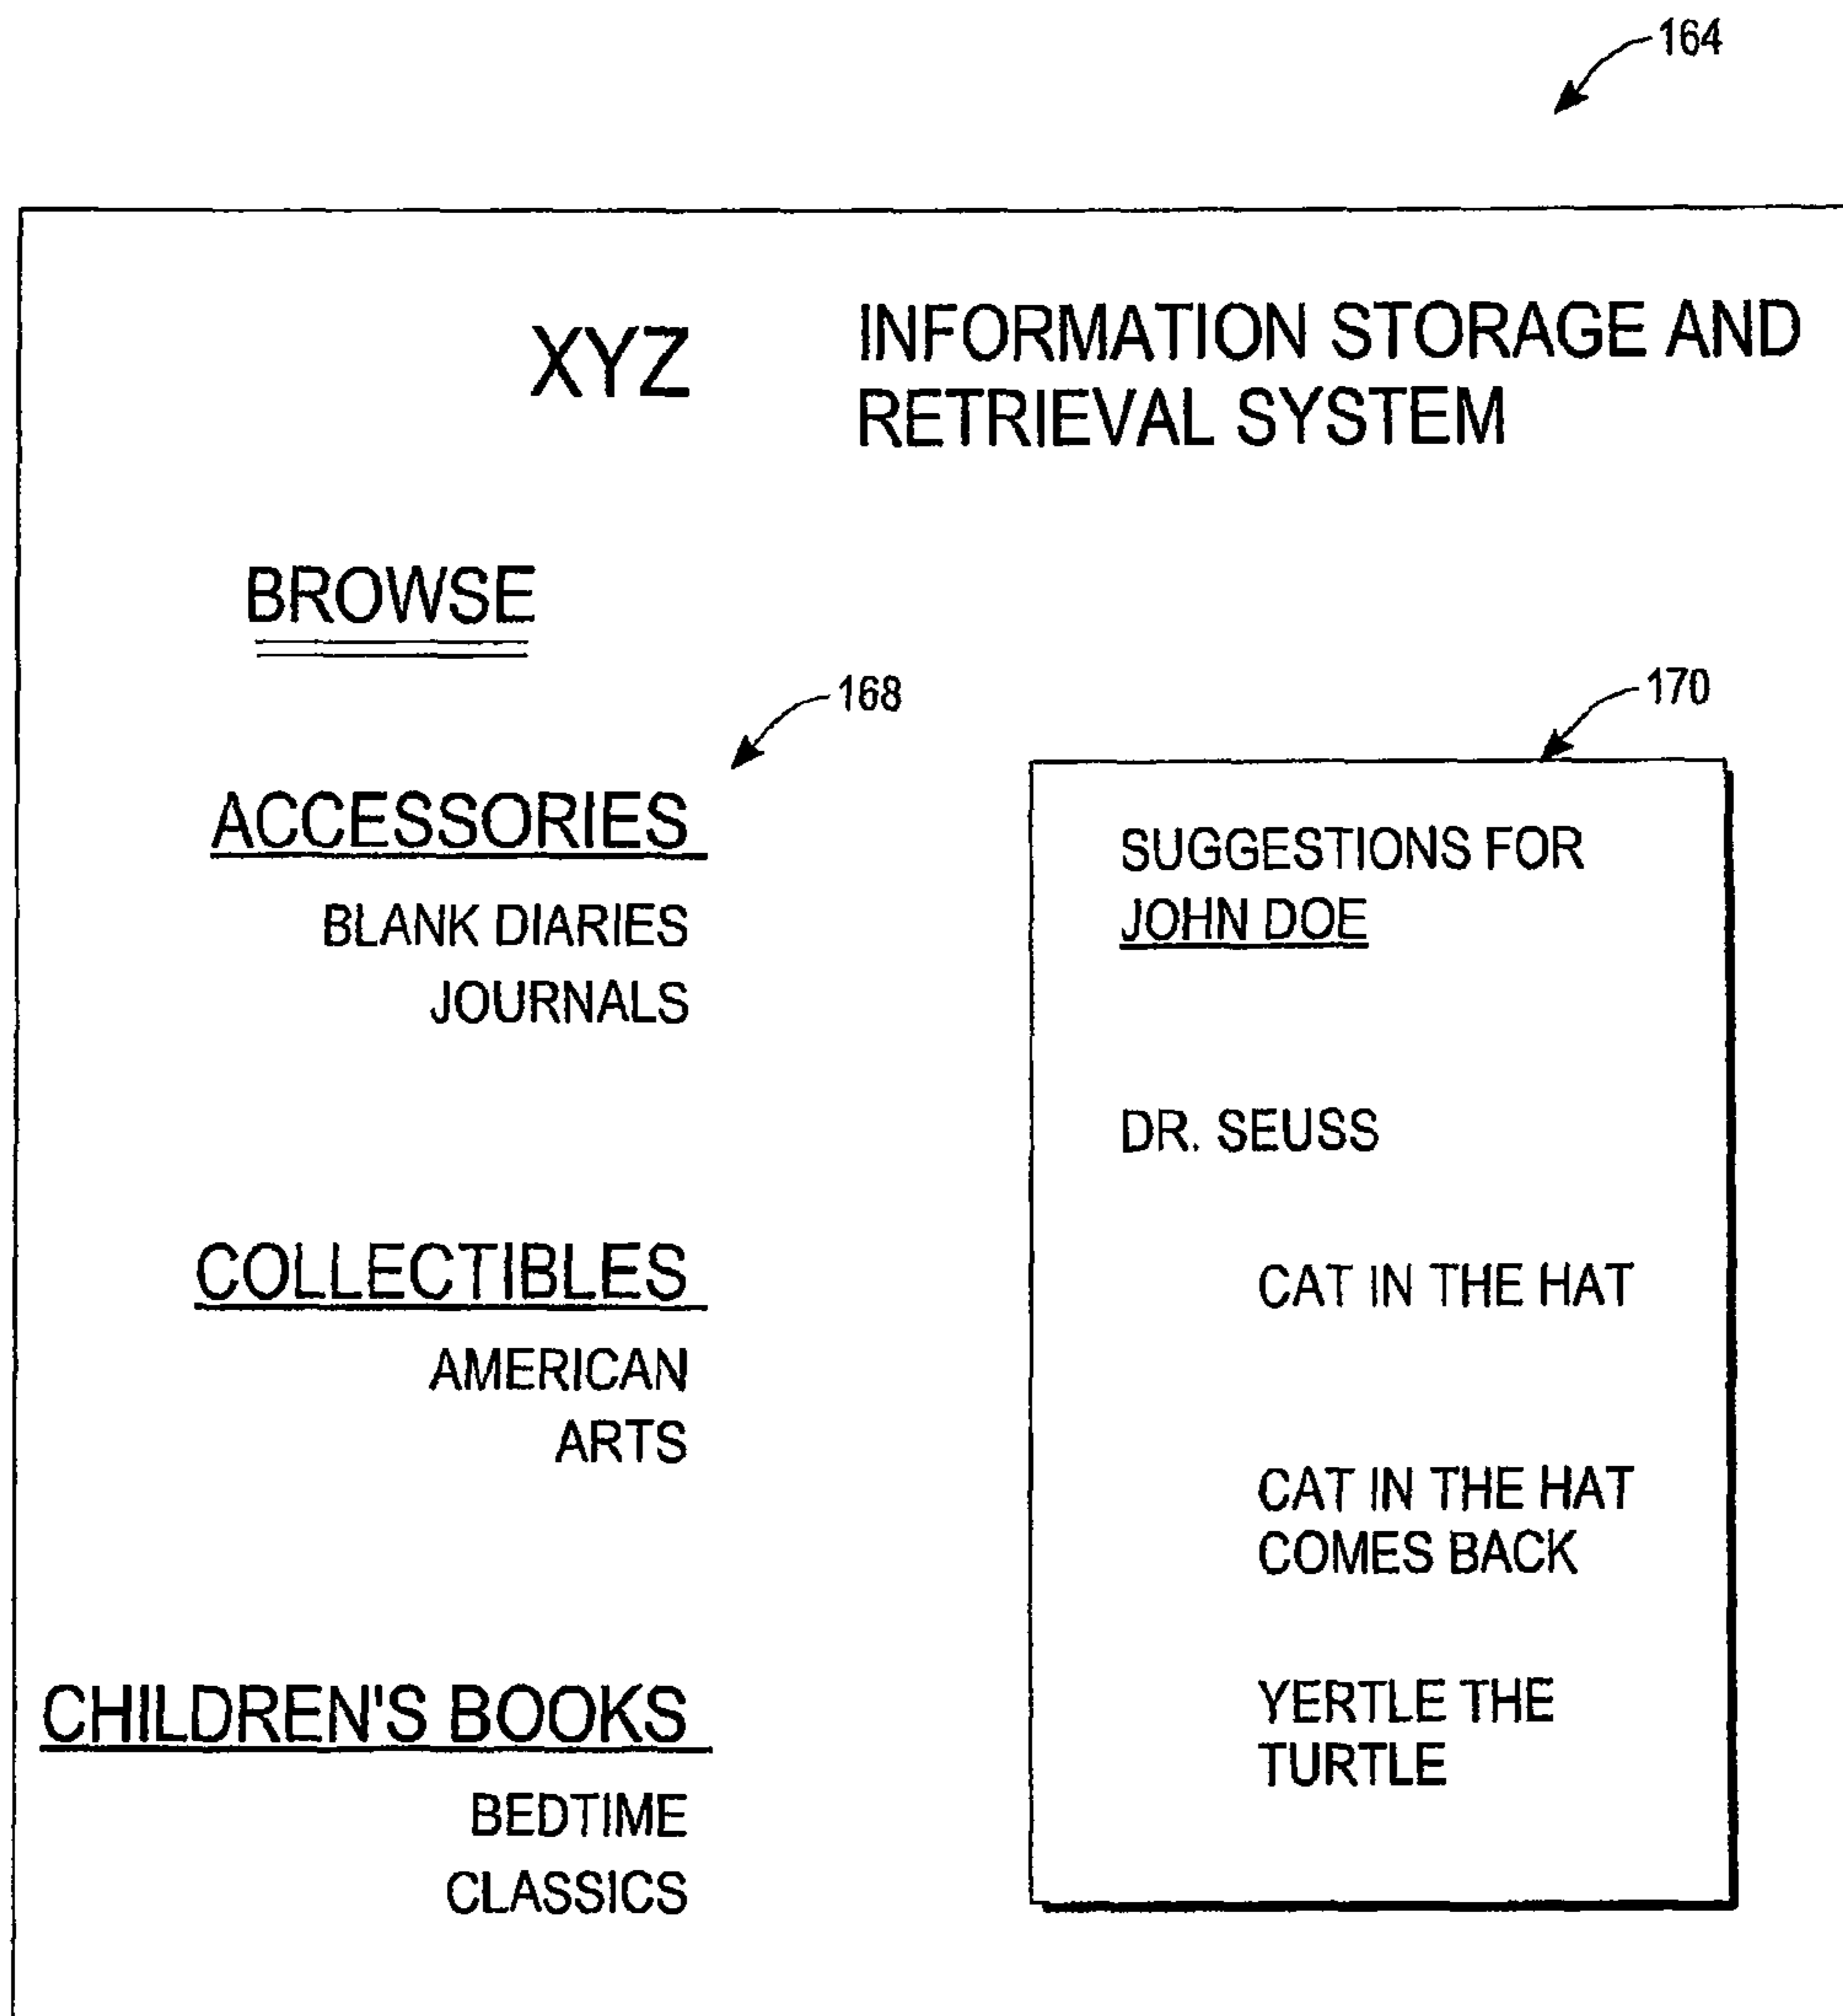 164
XYZ
INFORMATION STORAGE AND
RETRIEVAL SYSTEM
BROWSE
168
ACCESSORIES
BLANK DIARIES
JOURNALS
COLLECTIBLES
AMERICAN
ARTS
CHILDREN'S BOOKS
BEDTIME
CLASSICS
170
SUGGESTIONS FOR
JOHN DOE
DR. SEUSS
CAT IN THE HAT
CAT IN THE HAT
COMES BACK
YERTLE THE
TURTLE